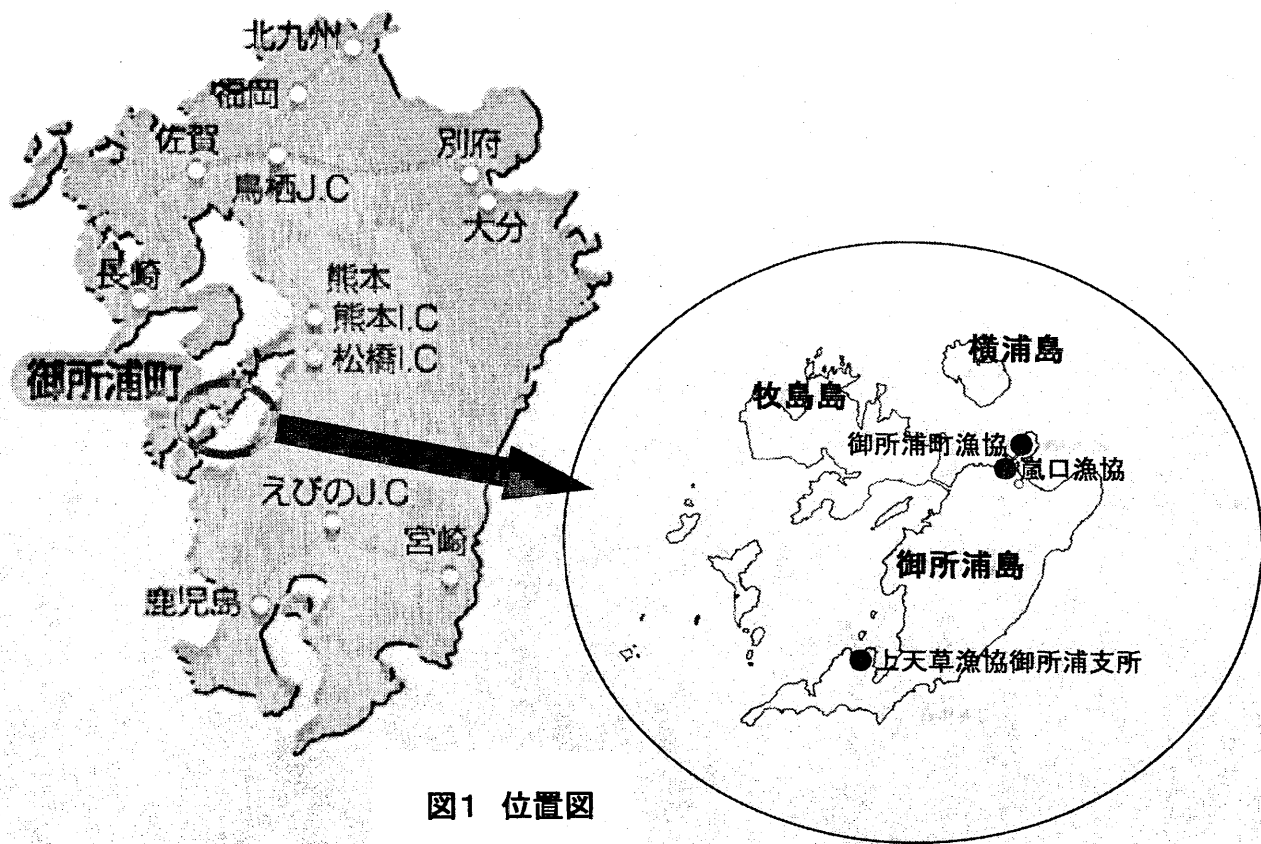 北九州
福岡
佐賀
別府
鳥栖J.C
大分
長崎
熊本
熊本I.C
松橋I.C
御所浦町
えびのJ.C
宮崎
鹿児島
横浦島
牧島島
御所浦町漁協
嵐口漁協
御所浦島
上天草漁協御所浦支所
図1 位置図